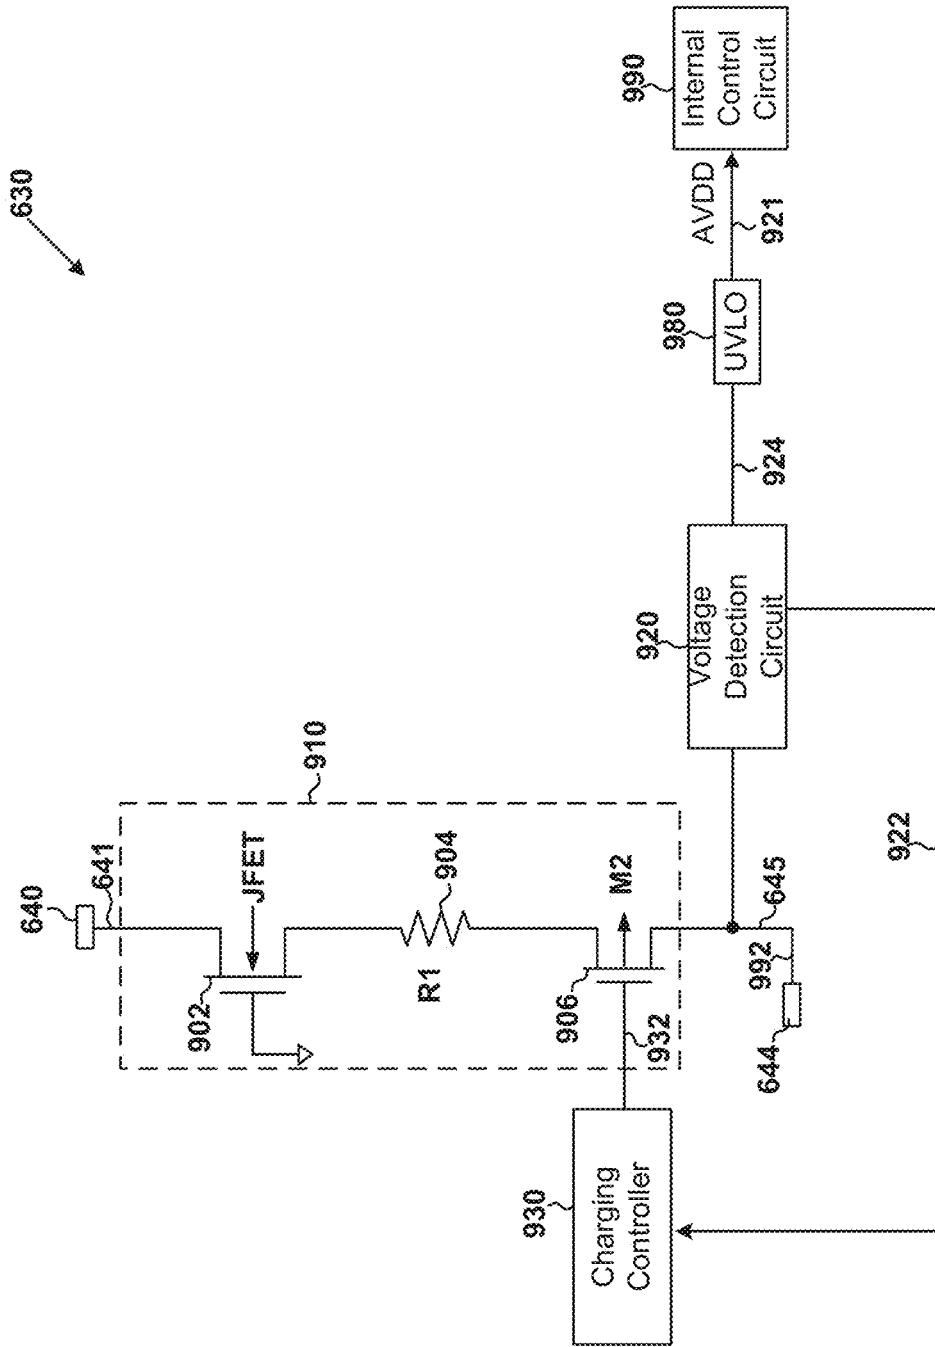 630
640
641
902
JFET
910
904
R1
906
M2
932
930
Charging
Controller
645
992
644
920
Voltage
Detection
Circuit
922
924
980
UVLO
AVDD
921
990
Internal
Control
Circuit